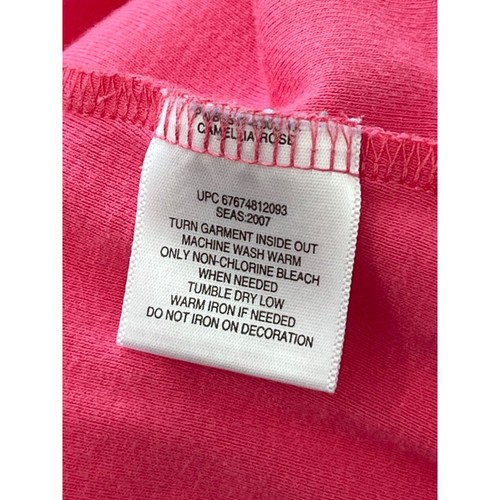 CAMELLIA ROSE
UPC 67674812093
SEAS:2007
TURN GARMENT INSIDE OUT
MACHINE WASH WARM
ONLY NON-CHLORINE BLEACH
WHEN NEEDED
TUMBLE DRY LOW
WARM IRON IF NEEDED
DO NOT IRON ON DECORATION